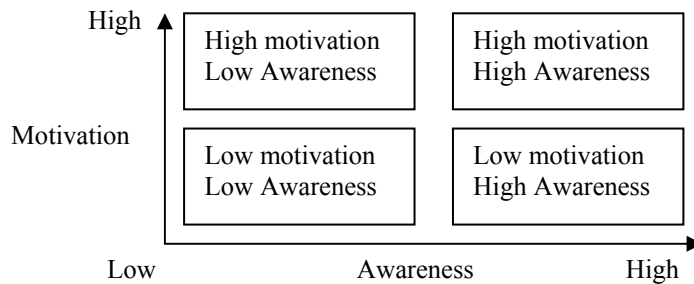 High
High motivation
Low Awareness
High motivation
High Awareness
Motivation
Low motivation
Low Awareness
Low motivation
High Awareness
Low Awareness High